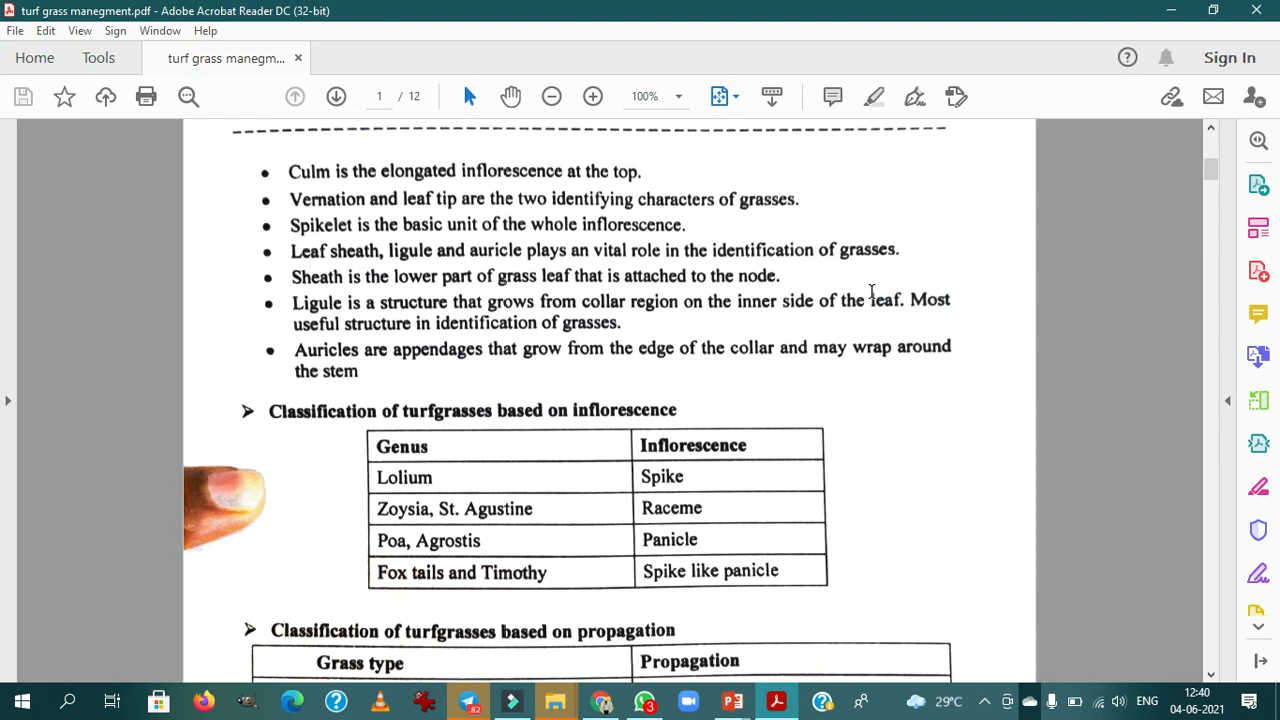 turf grass manegment.pdf - Adobe Acrobat Reader DC (32-bit)
File Edit View Sign Window Help
Home Tools turf grass manegm... × Sign In
1 / 12 100%
• Culm is the elongated inflorescence at the top.
• Vernation and leaf tip are the two identifying characters of grasses.
• Spikelet is the basic unit of the whole inflorescence.
• Leaf sheath, ligule and auricle plays an vital role in the identification of grasses.
• Sheath is the lower part of grass leaf that is attached to the node.
• Ligule is a structure that grows from collar region on the inner side of the leaf. Most
useful structure in identification of grasses.
• Auricles are appendages that grow from the edge of the collar and may wrap around
the stem
➤ Classification of turfgrasses based on inflorescence
Genus Inflorescence
Lolium Spike
Zoysia, St. Agustine Raceme
Poa, Agrostis Panicle
Fox tails and Timothy Spike like panicle
➤ Classification of turfgrasses based on propagation
Grass type Propagation
82 3 29°C ENG 12:40
04-06-2021